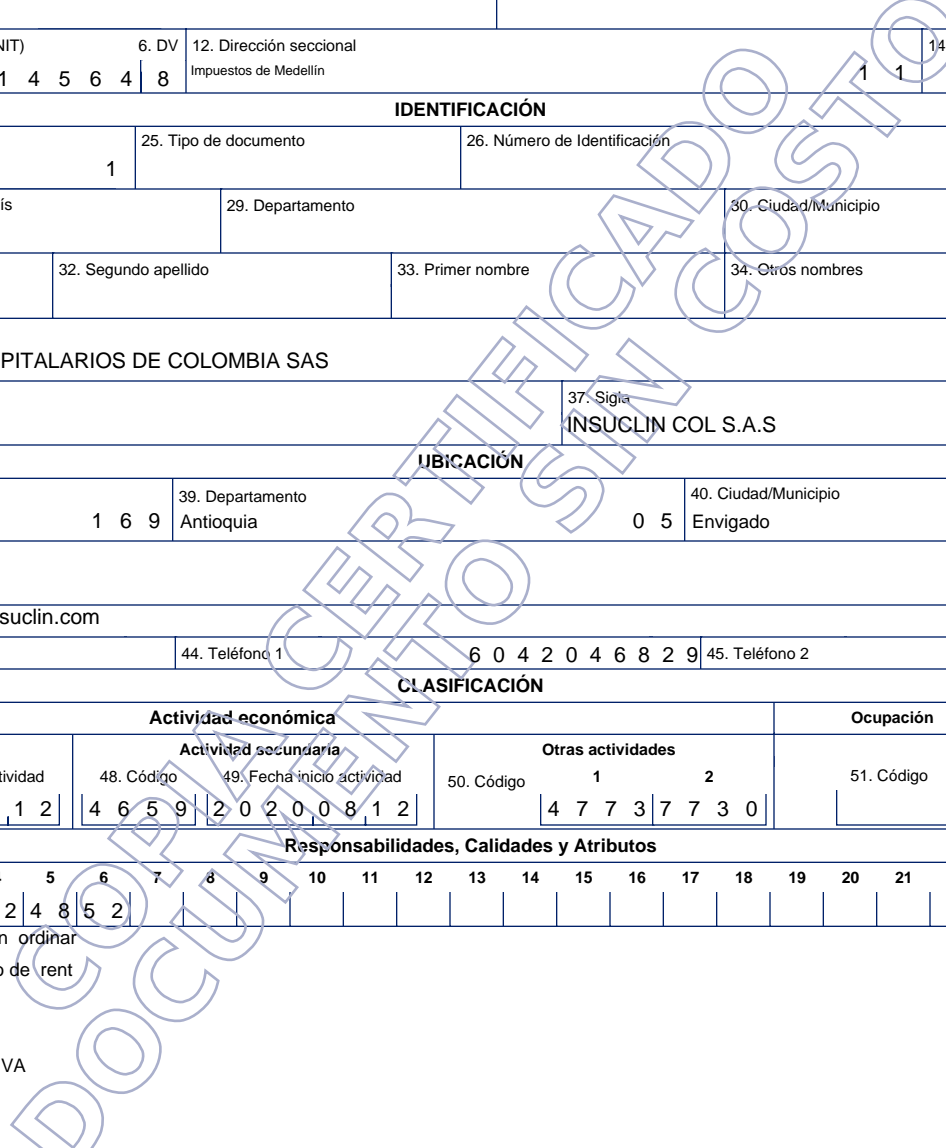 NIT) 6. DV 12. Dirección seccional 14
1 4 5 6 4 8 Impuestos de Medellín 1 1
IDENTIFICACIÓN
25. Tipo de documento 26. Número de Identificación
1
ís 29. Departamento 30. Ciudad/Municipio
32. Segundo apellido 33. Primer nombre 34. Otros nombres
PITALARIOS DE COLOMBIA SAS
37. Sigla
INSUCLIN COL S.A.S
UBICACIÓN
39. Departamento 40. Ciudad/Municipio
1 6 9 Antioquia 0 5 Envigado
suclin.com
44. Teléfono 1 6 0 4 2 0 4 6 8 2 9 45. Teléfono 2
CLASIFICACIÓN
Actividad económica Ocupación
Actividad secundaria Otras actividades
tividad 48. Código 49. Fecha inicio actividad 50. Código 1 2 51. Código
1 2 4 6 5 9 2 0 2 0 0 8 1 2 4 7 7 3 7 7 3 0
Responsabilidades, Calidades y Atributos
5 6 7 8 9 10 11 12 13 14 15 16 17 18 19 20 21
2 4 8 5 2
n ordinar
o de rent
VA
COPIA CERTIFICADO
DOCUMENTO SIN COSTO